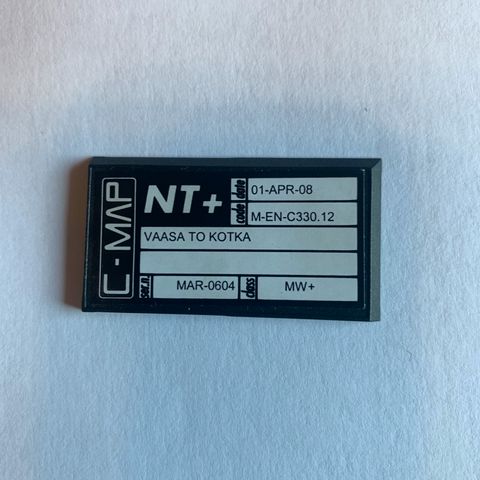 C-MAP
NT+
date 01-APR-08
code M-EN-C330.12
VAASA TO KOTKA
ser.n. MAR-0604 class MW+